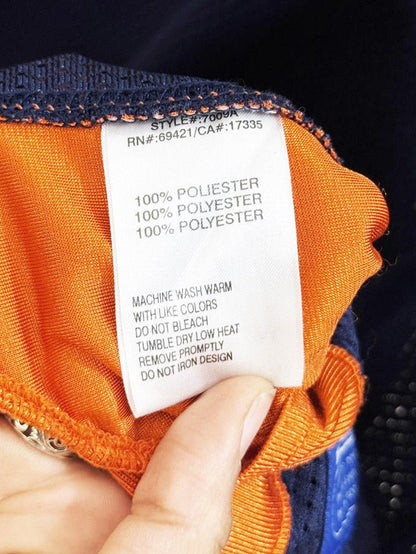 STYLE#:7009A
RN#:69421/CA#:17335
100% POLIESTER
100% POLYESTER
100% POLYESTER
MACHINE WASH WARM
WITH LIKE COLORS
DO NOT BLEACH
TUMBLE DRY LOW HEAT
REMOVE PROMPTLY
DO NOT IRON DESIGN